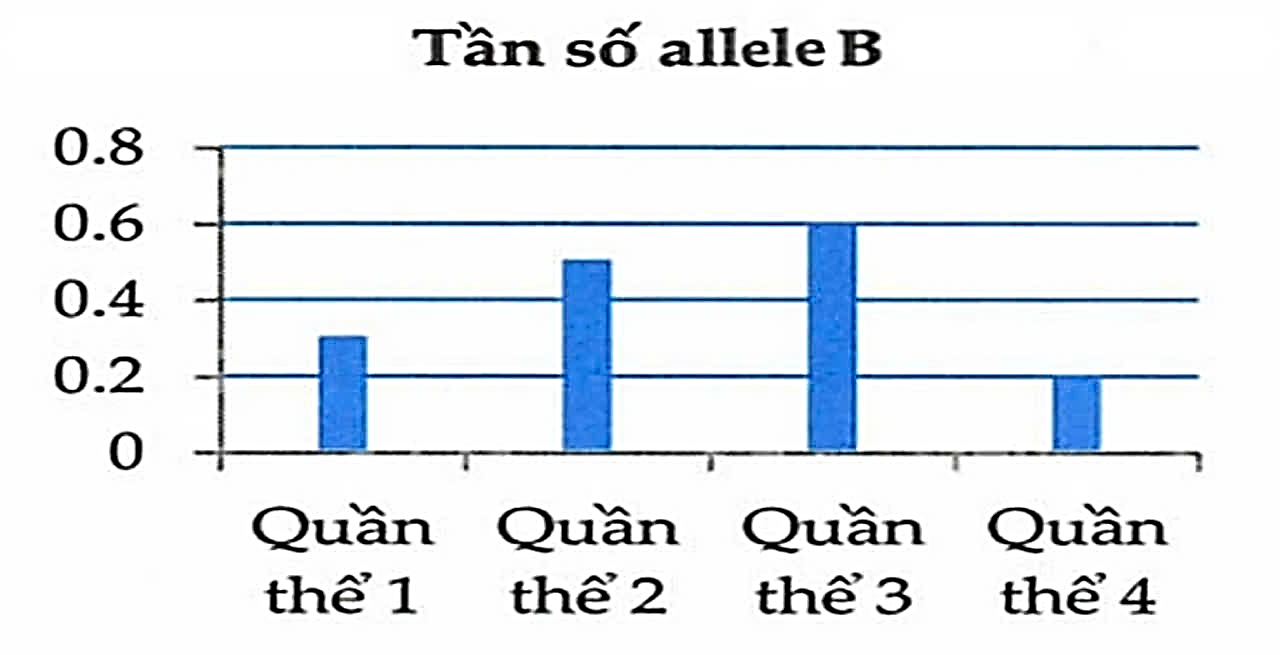 Tần số allele B
0.8
0.6
0.4
0.2
0
Quần thể 1
Quần thể 2
Quần thể 3
Quần thể 4